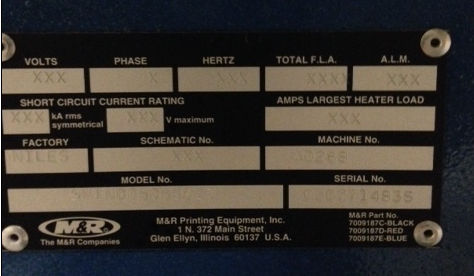 VOLTS PHASE HERTZ TOTAL F.L.A. A.L.M.
XXX X XXX XXXX XXX
SHORT CIRCUIT CURRENT RATING AMPS LARGEST HEATER LOAD
XXX kA rms symmetrical XXX V maximum XXX
FACTORY SCHEMATIC No. MACHINE No.
NILES XXX
MODEL No. SERIAL No.
M&R
The M&R Companies
M&R Printing Equipment, Inc.
1 N. 372 Main Street
Glen Ellyn, Illinois 60137 U.S.A.
M&R Part No.
7009187C-BLACK
7009187D-RED
7009187E-BLUE